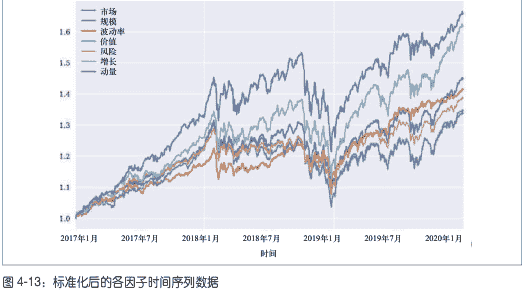 市场
规模
波动率
价值
风险
增长
动量
1.6
1.5
1.4
1.3
1.2
1.1
1.0
2017年1月 2017年7月 2018年1月 2018年7月 2019年1月 2019年7月 2020年1月
时间
图 4-13：标准化后的各因子时间序列数据